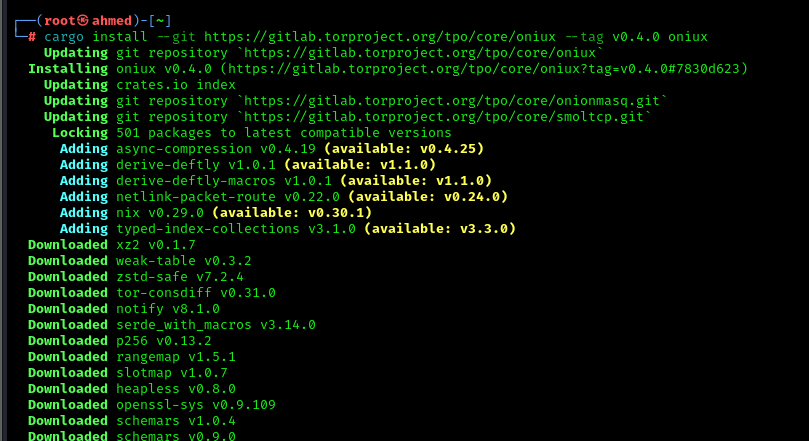 ┌──(root㉿ahmed)-[~]
└─# cargo install --git https://gitlab.torproject.org/tpo/core/oniux --tag v0.4.0 oniux
Updating git repository `https://gitlab.torproject.org/tpo/core/oniux`
Installing oniux v0.4.0 (https://gitlab.torproject.org/tpo/core/oniux?tag=v0.4.0#7830d623)
Updating crates.io index
Updating git repository `https://gitlab.torproject.org/tpo/core/onionmasq.git`
Updating git repository `https://gitlab.torproject.org/tpo/core/smoltcp.git`
Locking 501 packages to latest compatible versions
Adding async-compression v0.4.19 (available: v0.4.25)
Adding derive-deftly v1.0.1 (available: v1.1.0)
Adding derive-deftly-macros v1.0.1 (available: v1.1.0)
Adding netlink-packet-route v0.22.0 (available: v0.24.0)
Adding nix v0.29.0 (available: v0.30.1)
Adding typed-index-collections v3.1.0 (available: v3.3.0)
Downloaded xz2 v0.1.7
Downloaded weak-table v0.3.2
Downloaded zstd-safe v7.2.4
Downloaded tor-consdiff v0.31.0
Downloaded notify v8.1.0
Downloaded serde_with_macros v3.14.0
Downloaded p256 v0.13.2
Downloaded rangemap v1.5.1
Downloaded slotmap v1.0.7
Downloaded heapless v0.8.0
Downloaded openssl-sys v0.9.109
Downloaded schemars v1.0.4
Downloaded schemars v0.9.0